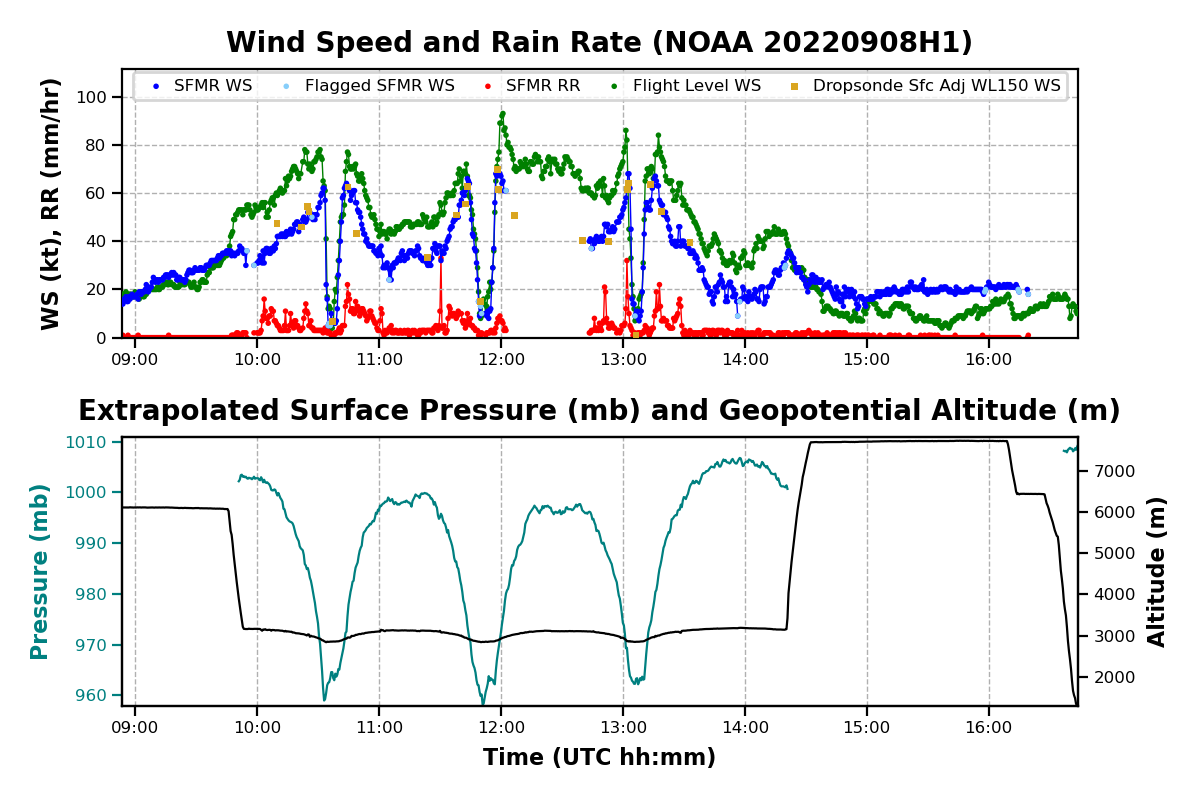 Wind Speed and Rain Rate (NOAA 20220908H1)
SFMR WS Flagged SFMR WS SFMR RR Flight Level WS Dropsonde Sfc Adj WL150 WS
WS (kt), RR (mm/hr)
100
80
60
40
20
0
09:00 10:00 11:00 12:00 13:00 14:00 15:00 16:00
Extrapolated Surface Pressure (mb) and Geopotential Altitude (m)
Pressure (mb)
1010
1000
990
980
970
960
7000
6000
5000
4000
3000
2000
Altitude (m)
09:00 10:00 11:00 12:00 13:00 14:00 15:00 16:00
Time (UTC hh:mm)